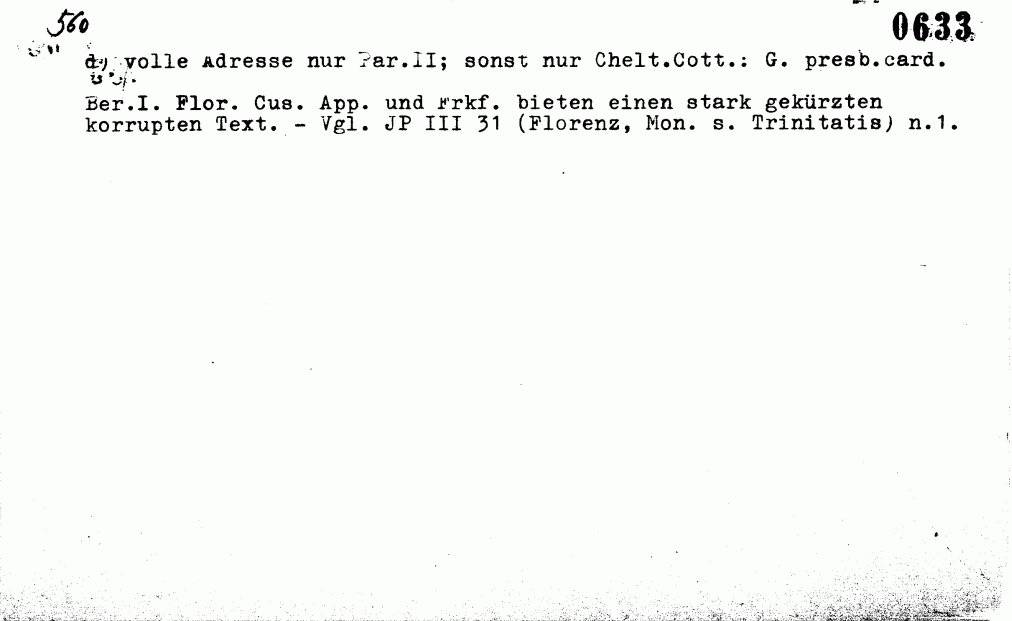 560
0633
d) volle Adresse nur Par.II; sonst nur Chelt.Cott.: G. presb.card.
Ber.I. Flor. Cus. App. und Frkf. bieten einen stark gekürzten
korrupten Text. - Vgl. JP III 31 (Florenz, Mon. s. Trinitatis) n.1.